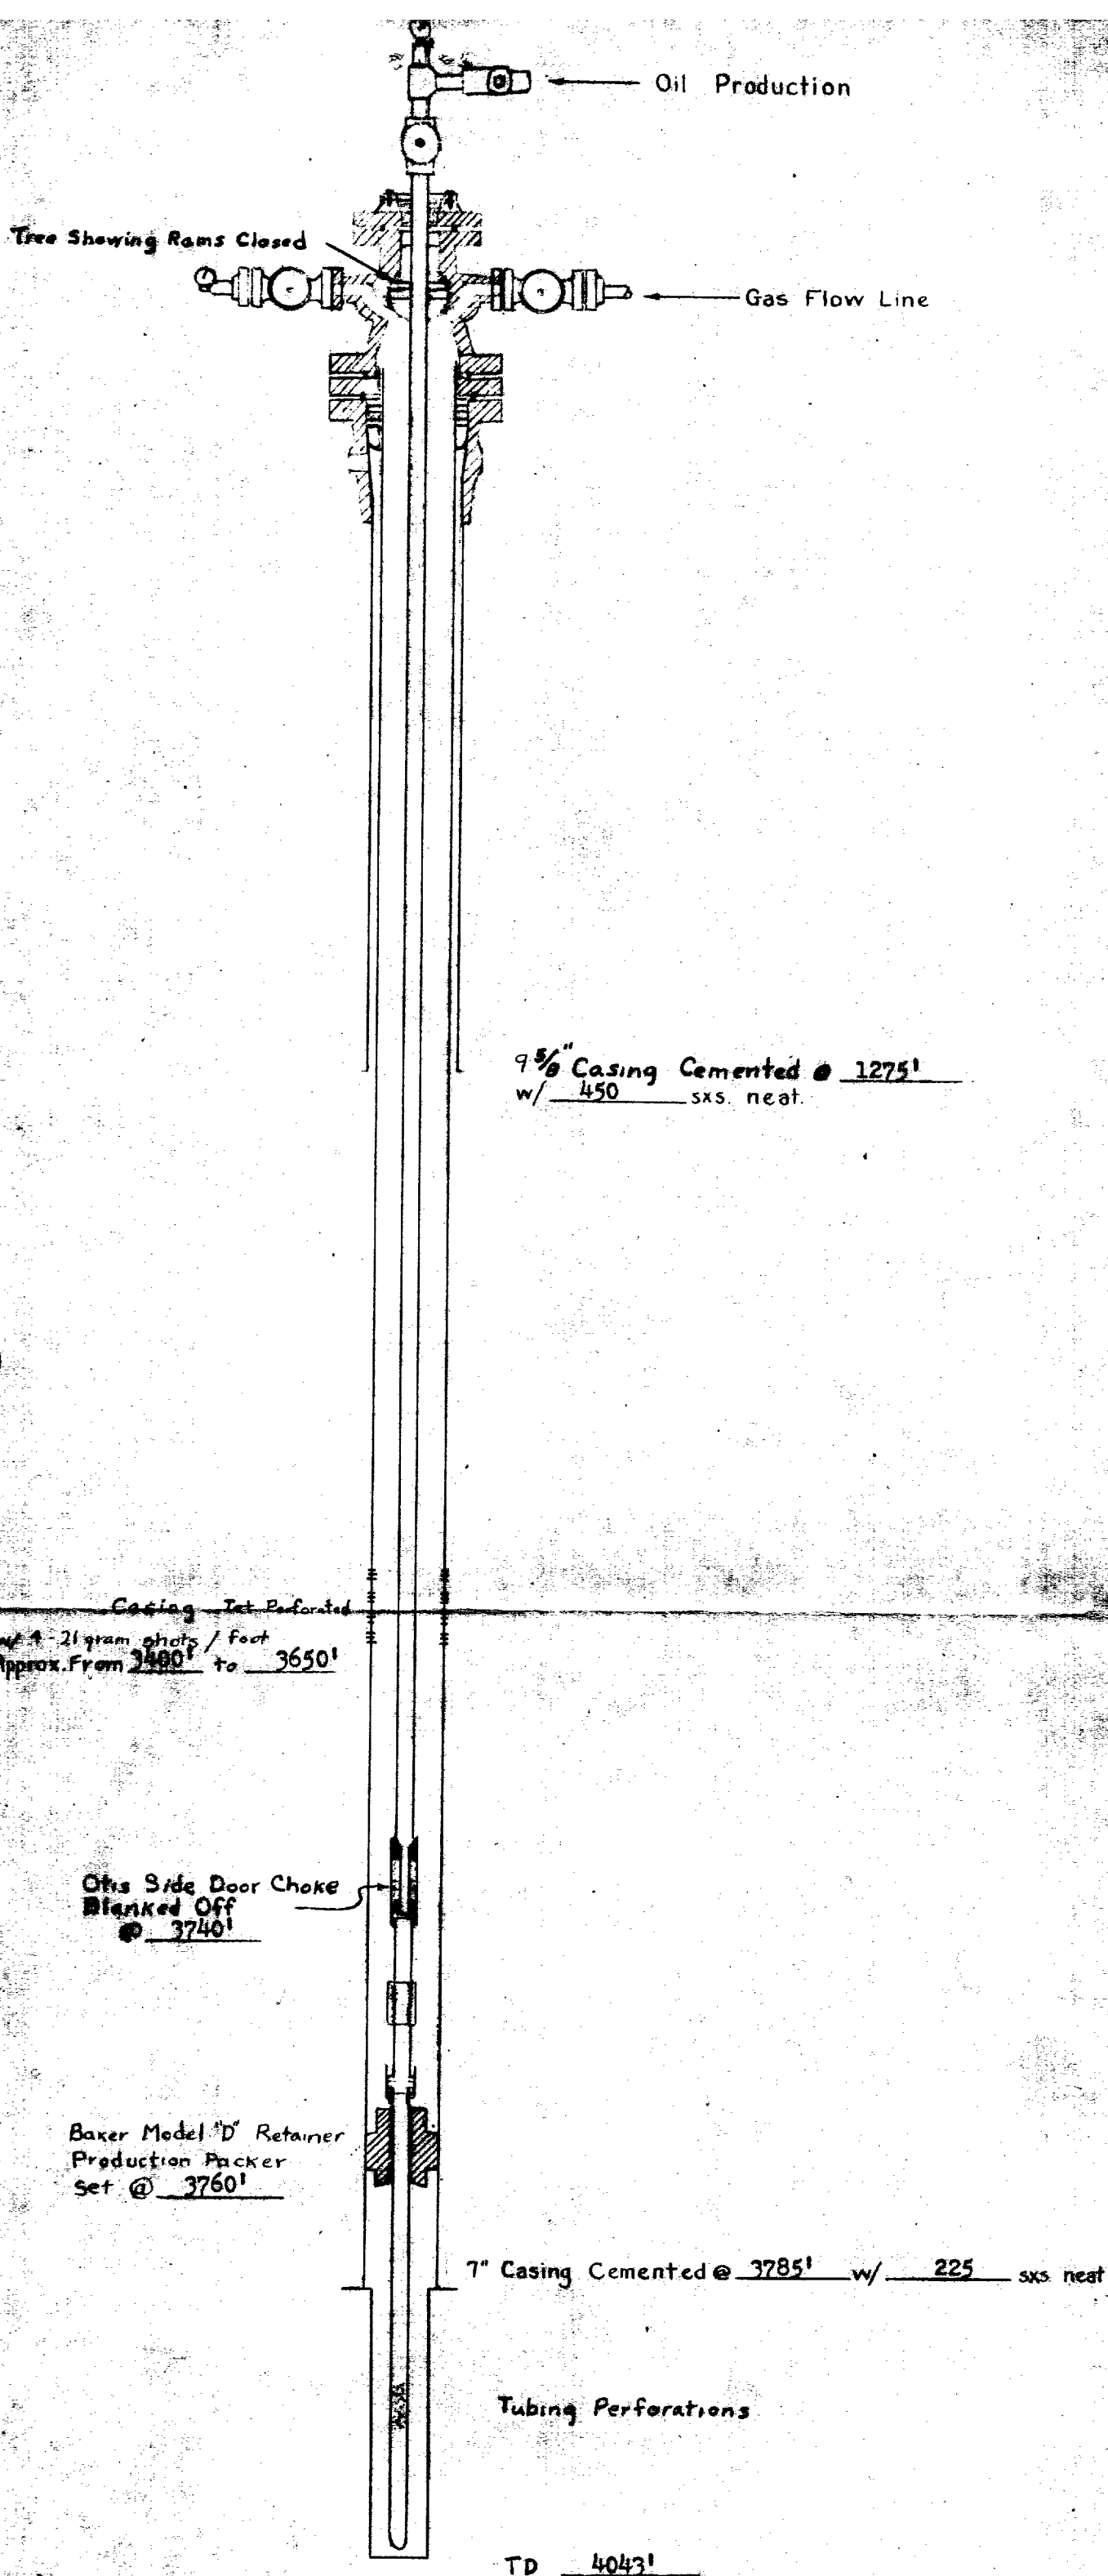 Oil Production
Tree Showing Rams Closed
Gas Flow Line
9 5/8" Casing Cemented @ 1275'
w/ 450 sxs. neat.
Casing Jet Perforated
w/ 4-21 gram shots / foot
Approx. From 3400' to 3650'
Otis Side Door Choke
Blanked Off
@ 3740'
Baker Model "D" Retainer
Production Packer
Set @ 3760'
7" Casing Cemented @ 3785' w/ 225 sxs neat
Tubing Perforations
TD 4043'